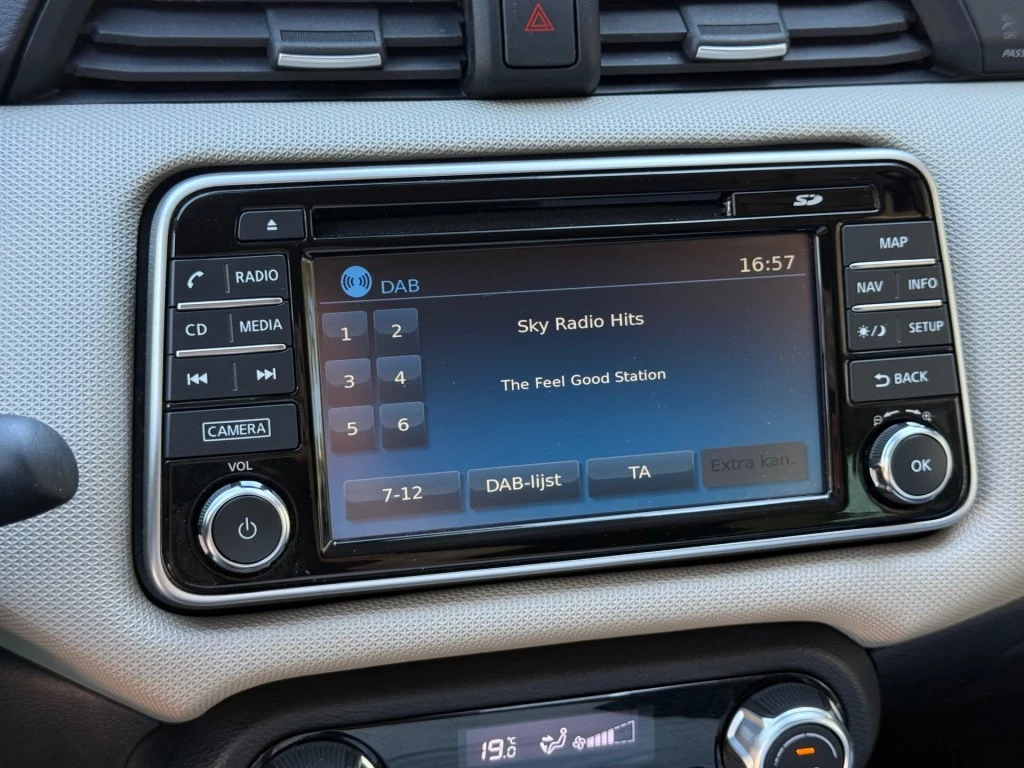 PASS
SD
RADIO
CD MEDIA
CAMERA
VOL
DAB 16:57
1 2
3 4
5 6
Sky Radio Hits
The Feel Good Station
7-12 DAB-lijst TA Extra kan.
MAP
NAV INFO
SETUP
BACK
OK
19.0 °C